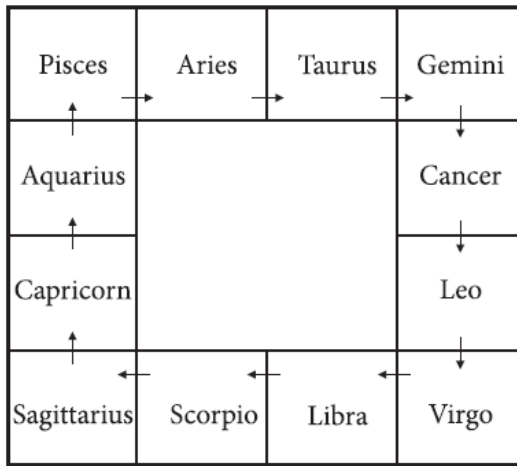 Pisces Aries Taurus Gemini
Aquarius Cancer
Capricorn Leo
Sagittarius Scorpio Libra Virgo